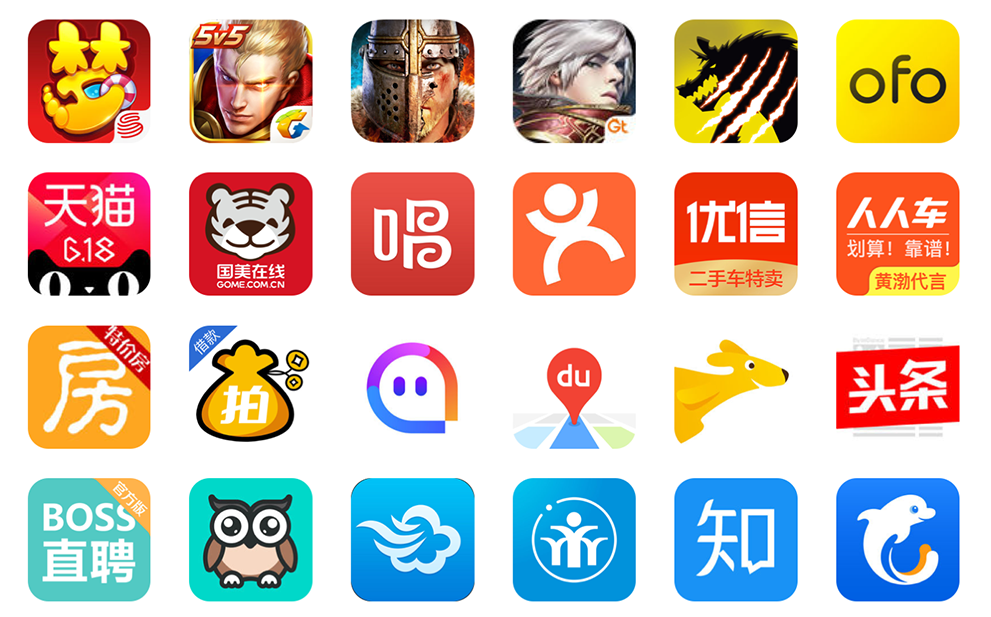 梦
5v5
Gt
ofo
天猫
6.18
国美在线
GOME.COM.CN
唱
优信
二手车特卖
人人车
划算！靠谱！
黄渤代言
房
特价房
借款
拍
du
头条
BOSS
直聘
官方版
知